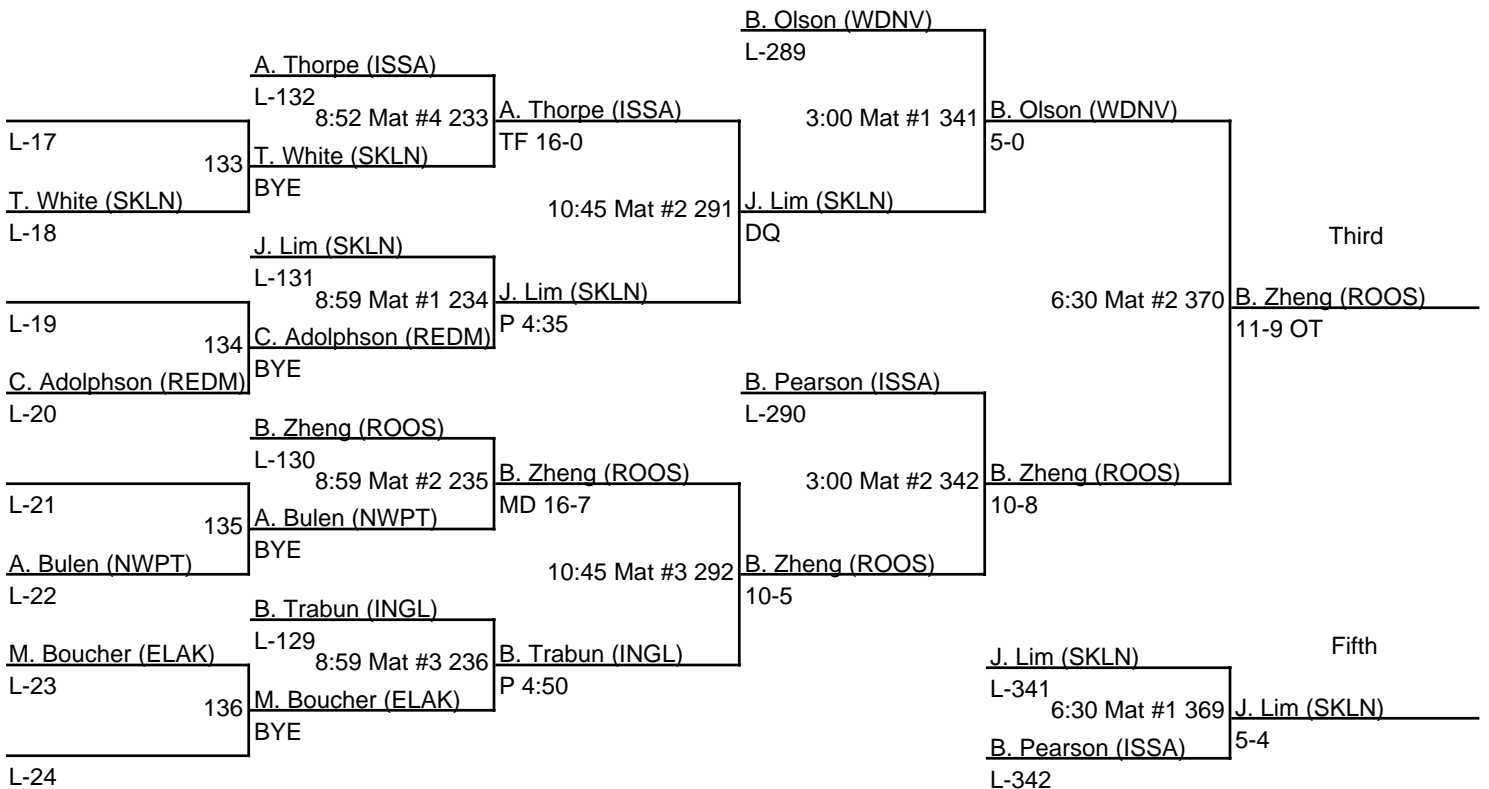 B. Olson (WDNV)
L-289
A. Thorpe (ISSA)
L-132
8:52 Mat #4 233
A. Thorpe (ISSA)
TF 16-0
3:00 Mat #1 341
B. Olson (WDNV)
5-0
L-17
133
T. White (SKLN)
BYE
T. White (SKLN)
L-18
10:45 Mat #2 291
J. Lim (SKLN)
DQ
Third
J. Lim (SKLN)
L-131
8:59 Mat #1 234
J. Lim (SKLN)
P 4:35
6:30 Mat #2 370
B. Zheng (ROOS)
11-9 OT
L-19
134
C. Adolphson (REDM)
BYE
C. Adolphson (REDM)
L-20
B. Pearson (ISSA)
L-290
B. Zheng (ROOS)
L-130
8:59 Mat #2 235
B. Zheng (ROOS)
MD 16-7
3:00 Mat #2 342
B. Zheng (ROOS)
10-8
L-21
135
A. Bulen (NWPT)
BYE
A. Bulen (NWPT)
L-22
10:45 Mat #3 292
B. Zheng (ROOS)
10-5
B. Trabun (INGL)
L-129
8:59 Mat #3 236
B. Trabun (INGL)
P 4:50
M. Boucher (ELAK)
L-23
136
M. Boucher (ELAK)
BYE
L-24
Fifth
J. Lim (SKLN)
L-341
6:30 Mat #1 369
J. Lim (SKLN)
5-4
B. Pearson (ISSA)
L-342